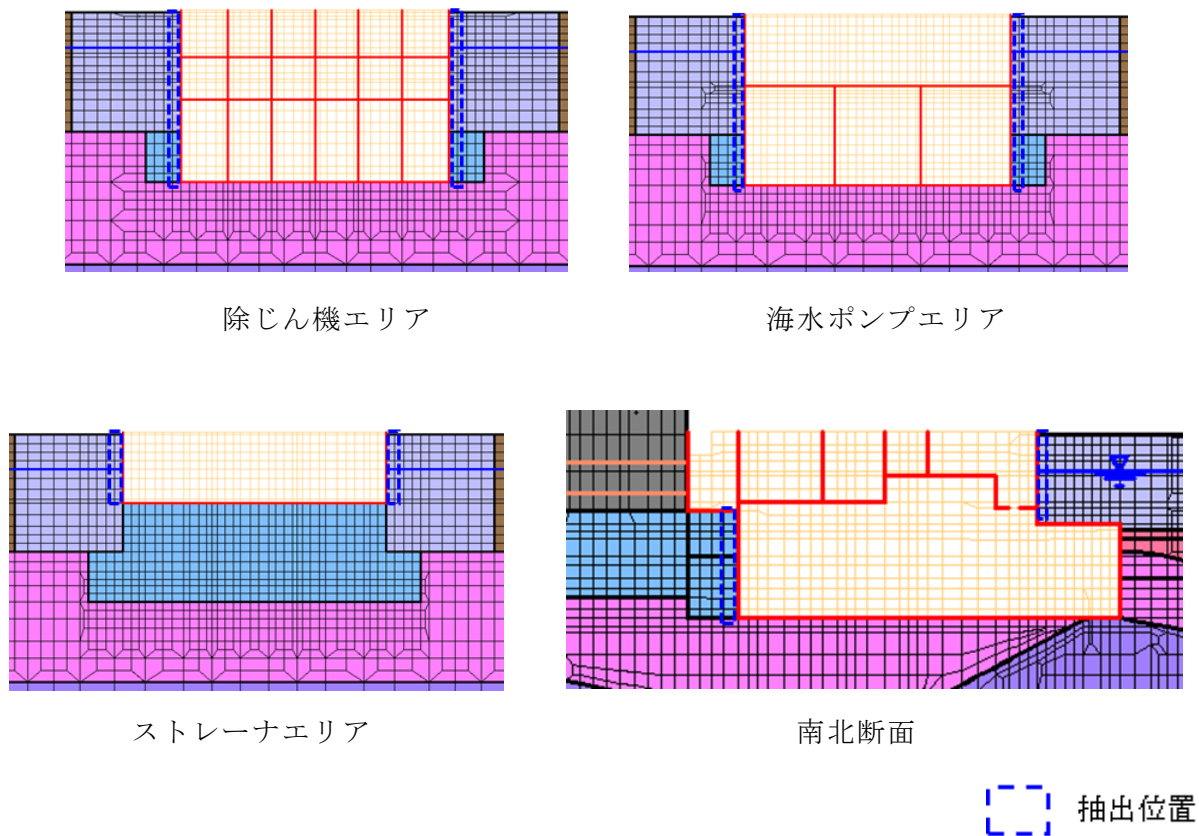 除じん機エリア
海水ポンプエリア
ストレーナエリア
南北断面
抽出位置